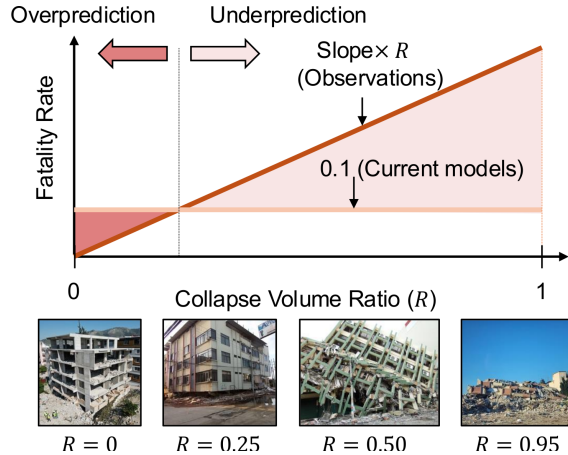 Overprediction
Underprediction
Slope× R
(Observations)
0.1 (Current models)
Fatality Rate
0
1
Collapse Volume Ratio (R)
R = 0
R = 0.25
R = 0.50
R = 0.95